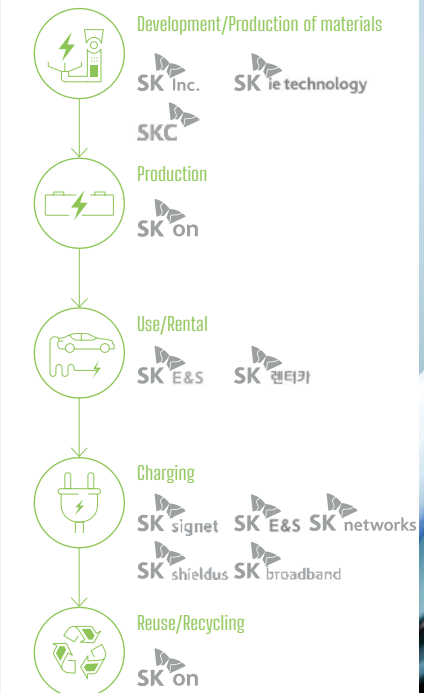 Development/Production of materials
SK Inc. SK ie technology
SKC
Production
SK on
Use/Rental
SK E&S SK 렌터카
Charging
SK signet SK E&S SK networks
SK shieldus SK broadband
Reuse/Recycling
SK on